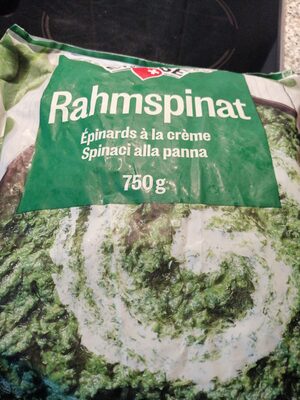 Rahmspinat
Épinards à la crème
Spinaci alla panna
750 g